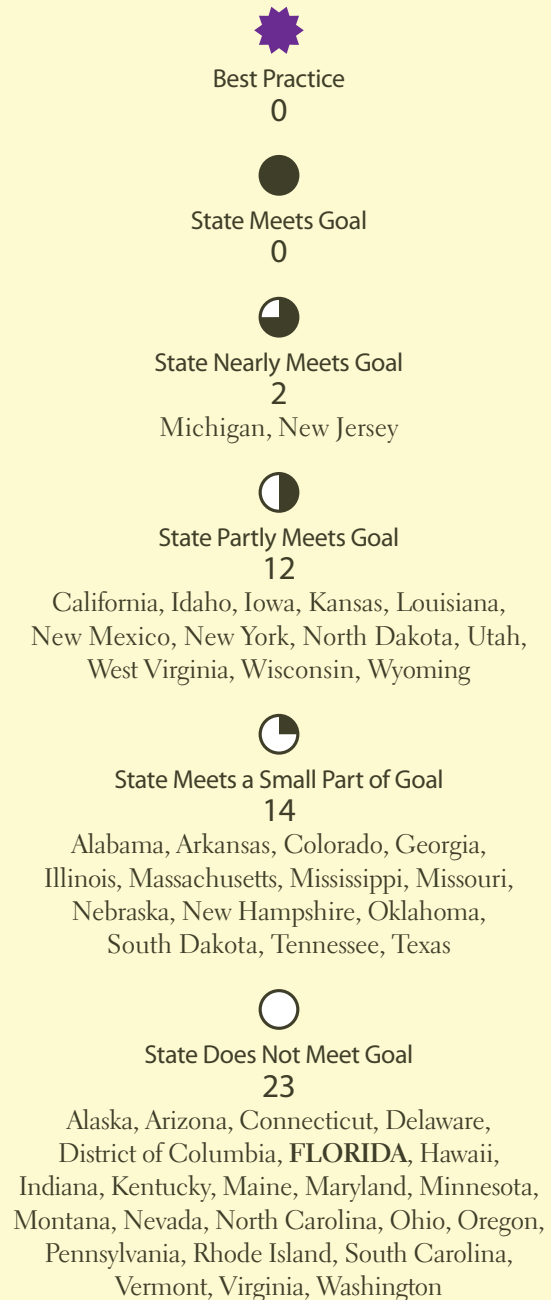 Best Practice
0
State Meets Goal
0
State Nearly Meets Goal
2
Michigan, New Jersey
State Partly Meets Goal
12
California, Idaho, Iowa, Kansas, Louisiana,
New Mexico, New York, North Dakota, Utah,
West Virginia, Wisconsin, Wyoming
State Meets a Small Part of Goal
14
Alabama, Arkansas, Colorado, Georgia,
Illinois, Massachusetts, Mississippi, Missouri,
Nebraska, New Hampshire, Oklahoma,
South Dakota, Tennessee, Texas
State Does Not Meet Goal
23
Alaska, Arizona, Connecticut, Delaware,
District of Columbia, FLORIDA, Hawaii,
Indiana, Kentucky, Maine, Maryland, Minnesota,
Montana, Nevada, North Carolina, Ohio, Oregon,
Pennsylvania, Rhode Island, South Carolina,
Vermont, Virginia, Washington